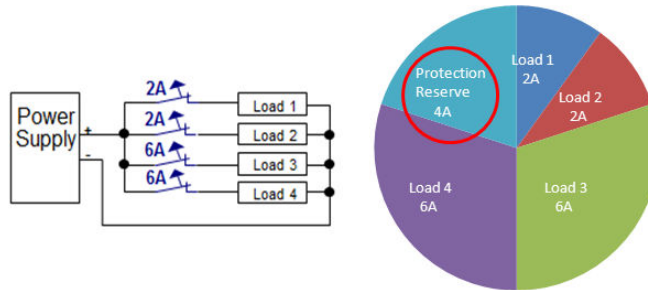 2A
Load 1
Power
Supply
+
-
2A
Load 2
6A
Load 3
6A
Load 4
Protection
Reserve
4A
Load 1
2A
Load 2
2A
Load 3
6A
Load 4
6A